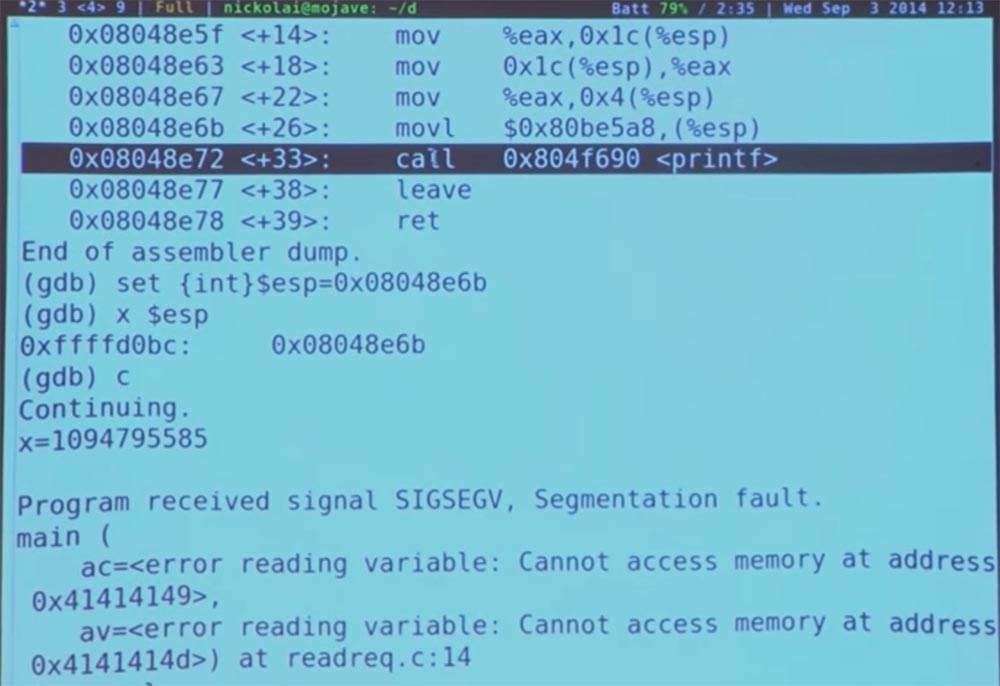 *2* 3 <4> 9 | Full | nickolai@mojave: ~/d Batt 79% / 2:35 | Wed Sep 3 2014 12:13
0x08048e5f <+14>: mov %eax,0x1c(%esp)
0x08048e63 <+18>: mov 0x1c(%esp),%eax
0x08048e67 <+22>: mov %eax,0x4(%esp)
0x08048e6b <+26>: movl $0x80be5a8,(%esp)
0x08048e72 <+33>: call 0x804f690 <printf>
0x08048e77 <+38>: leave
0x08048e78 <+39>: ret
End of assembler dump.
(gdb) set {int}$esp=0x08048e6b
(gdb) x $esp
0xffffd0bc: 0x08048e6b
(gdb) c
Continuing.
x=1094795585
Program received signal SIGSEGV, Segmentation fault.
main (
ac=<error reading variable: Cannot access memory at address
0x41414149>,
av=<error reading variable: Cannot access memory at address
0x4141414d>) at readreq.c:14